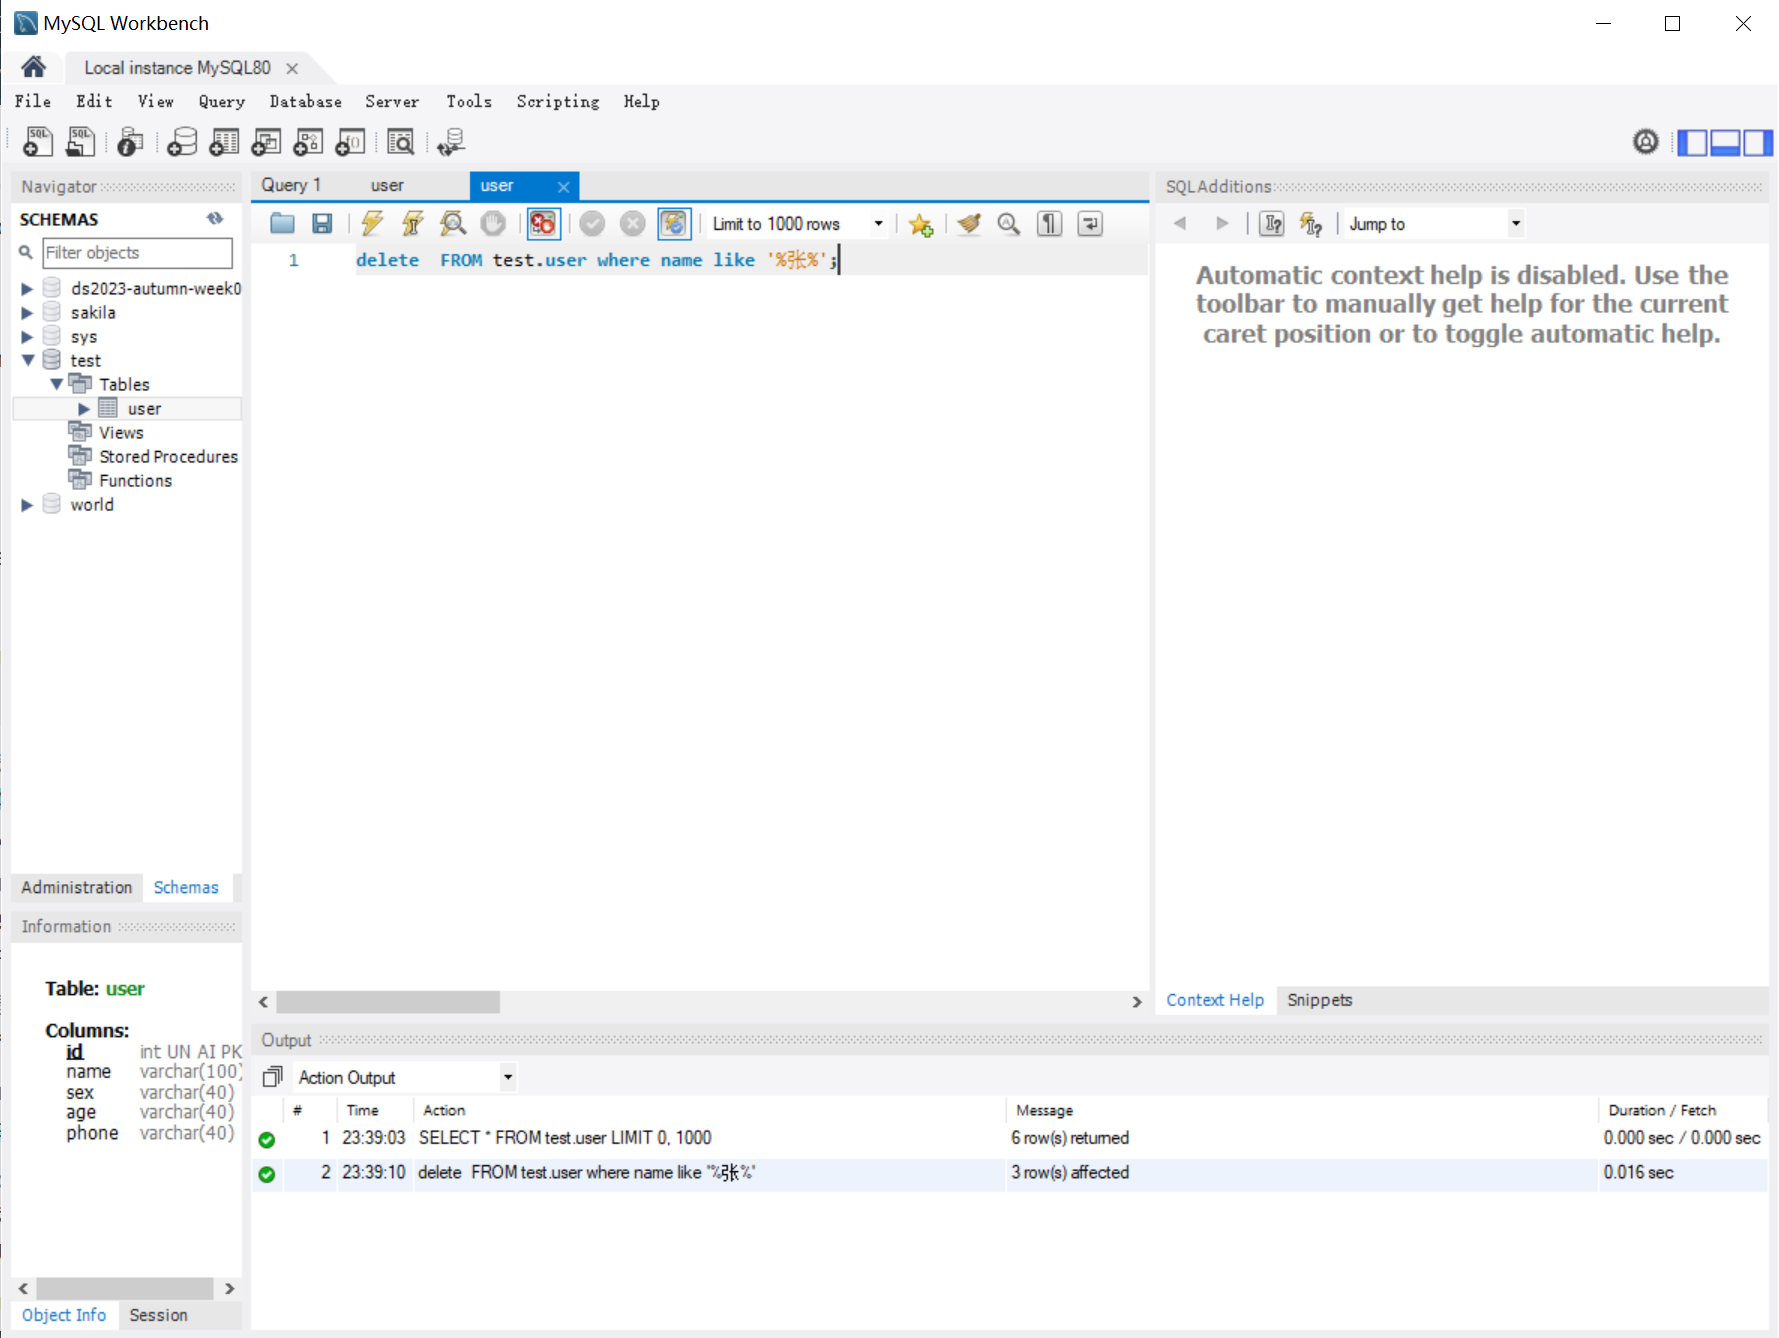 MySQL Workbench
Local instance MySQL80
File Edit View Query Database Server Tools Scripting Help
Navigator
SCHEMAS
Filter objects
ds2023-autumn-week0
sakila
sys
test
Tables
user
Views
Stored Procedures
Functions
world
Administration Schemas
Information
Table: user
Columns:
id int UN AI PK
name varchar(100)
sex varchar(40)
age varchar(40)
phone varchar(40)
Object Info Session
Query 1 user user
Limit to 1000 rows
1 delete  FROM test.user where name like '%张%';
SQLAdditions
Jump to
Automatic context help is disabled. Use the
toolbar to manually get help for the current
caret position or to toggle automatic help.
Context Help Snippets
Output
Action Output
# Time Action Message Duration / Fetch
1 23:39:03 SELECT * FROM test.user LIMIT 0, 1000 6 row(s) returned 0.000 sec / 0.000 sec
2 23:39:10 delete  FROM test.user where name like '%张%' 3 row(s) affected 0.016 sec